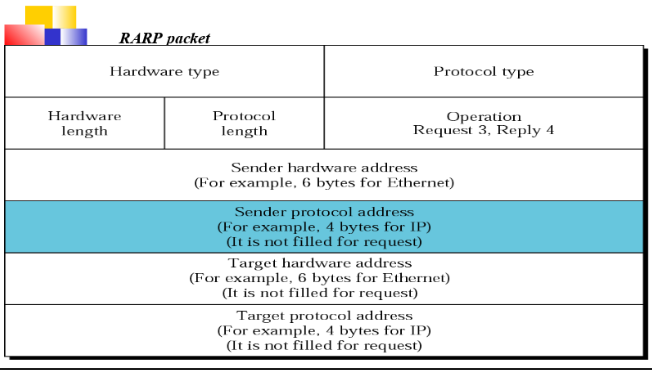 RARP packet
Hardware type
Protocol type
Hardware
length
Protocol
length
Operation
Request 3, Reply 4
Sender hardware address
(For example, 6 bytes for Ethernet)
Sender protocol address
(For example, 4 bytes for IP)
(It is not filled for request)
Target hardware address
(For example, 6 bytes for Ethernet)
(It is not filled for request)
Target protocol address
(For example, 4 bytes for IP)
(It is not filled for request)